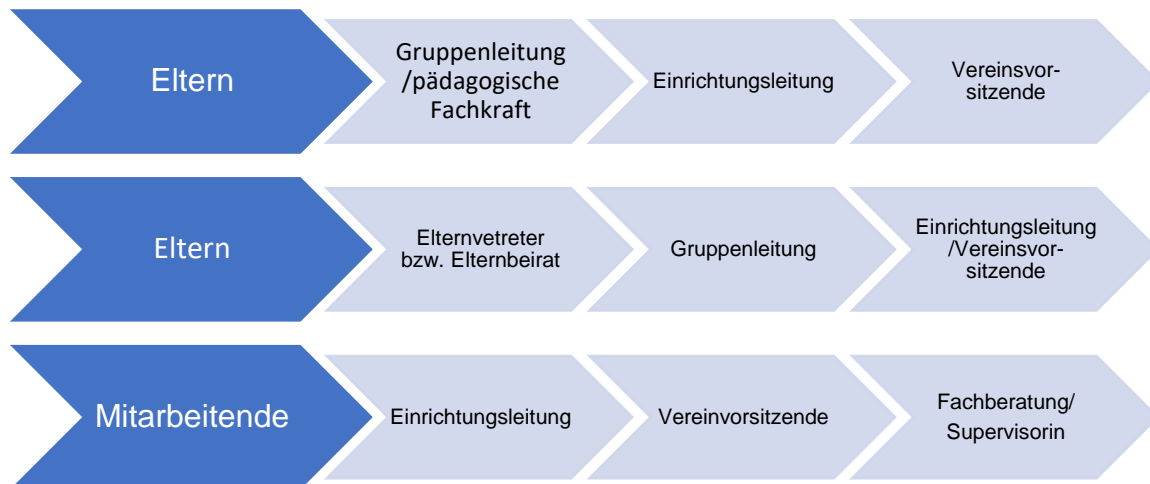 Eltern
Gruppenleitung
/pädagogische
Fachkraft
Einrichtungsleitung
Vereinsvor-
sitzende
Eltern
Elternvetreter
bzw. Elternbeirat
Gruppenleitung
Einrichtungsleitung
/Vereinsvor-
sitzende
Mitarbeitende
Einrichtungsleitung
Vereinvorsitzende
Fachberatung/
Supervisorin